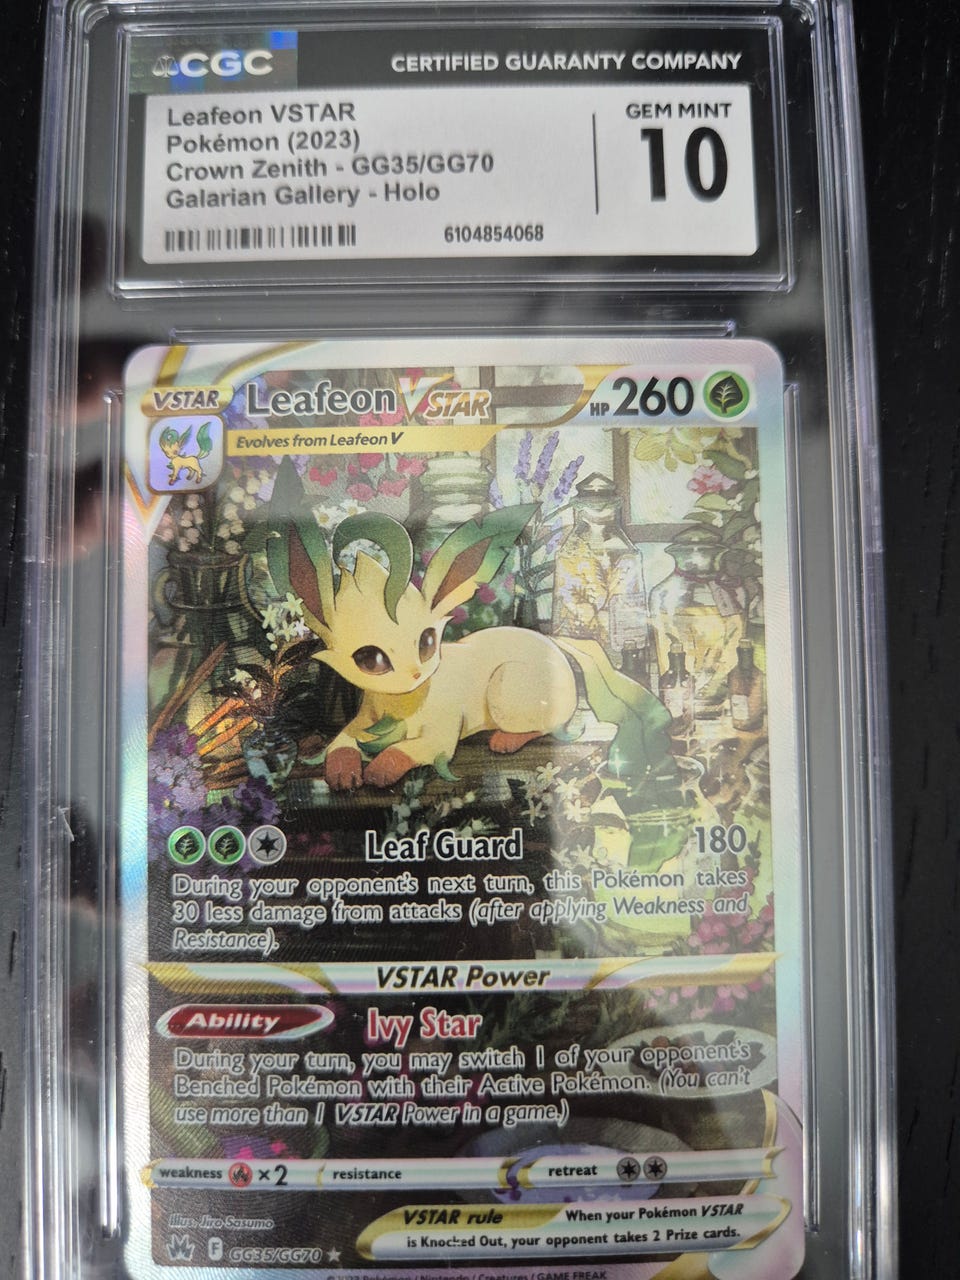 CGC
CERTIFIED GUARANTY COMPANY
Leafeon VSTAR
Pokémon (2023)
Crown Zenith - GG35/GG70
Galarian Gallery - Holo
GEM MINT
10
6104854068
VSTAR
Leafeon VSTAR
HP 260
Evolves from Leafeon V
Leaf Guard 180
During your opponent's next turn, this Pokémon takes
30 less damage from attacks (after applying Weakness and
Resistance).
VSTAR Power
Ability Ivy Star
During your turn, you may switch 1 of your opponent's
Benched Pokémon with their Active Pokémon. (You can't
use more than 1 VSTAR Power in a game.)
weakness ×2 resistance retreat
Illus. Jiro Sasumo
VSTAR rule When your Pokémon VSTAR
is Knocked Out, your opponent takes 2 Prize cards.
F GG35/GG70 ★
Pokémon / Nintendo / Creatures / GAME FREAK